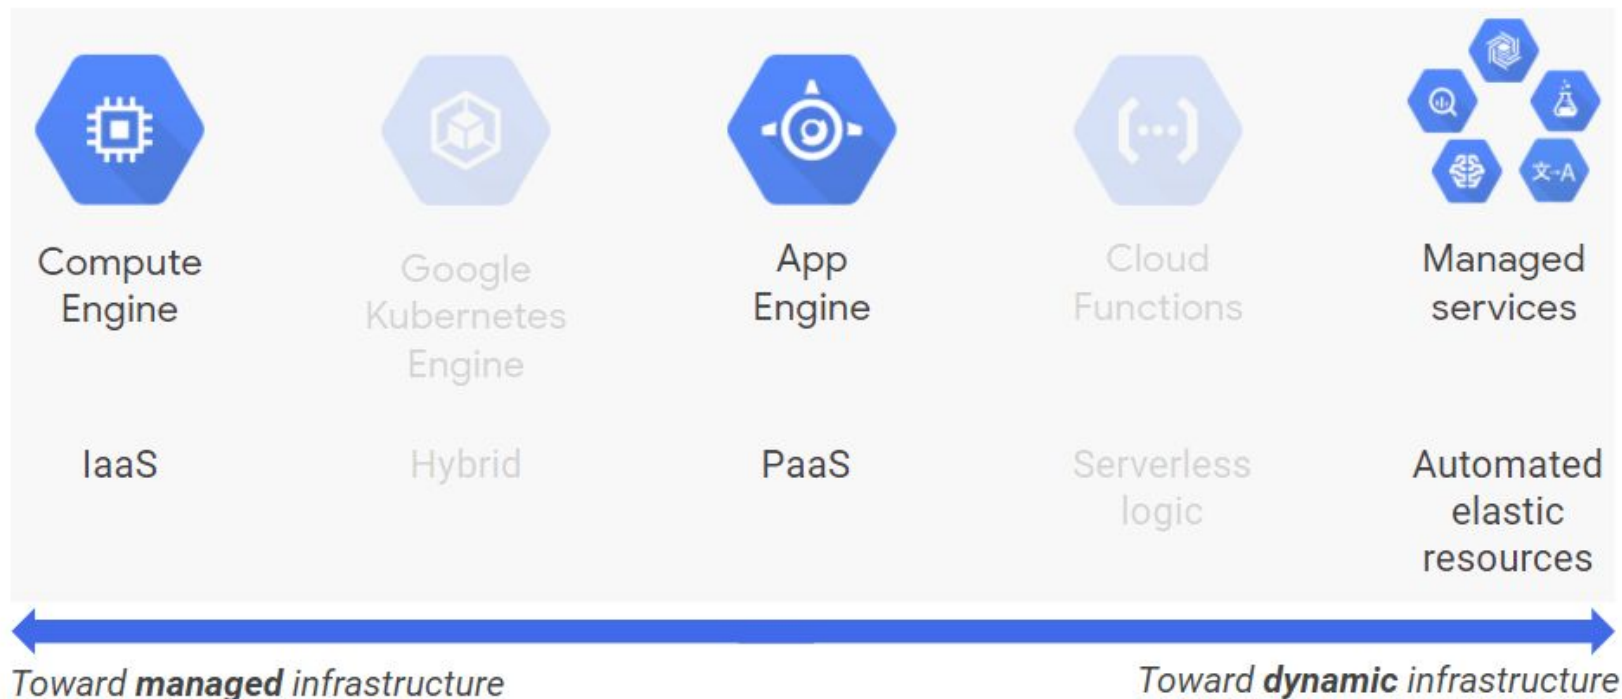 文→A
Compute
Engine
Google
Kubernetes
Engine
App
Engine
Cloud
Functions
Managed
services
IaaS
Hybrid
PaaS
Serverless
logic
Automated
elastic
resources
Toward managed infrastructure
Toward dynamic infrastructure